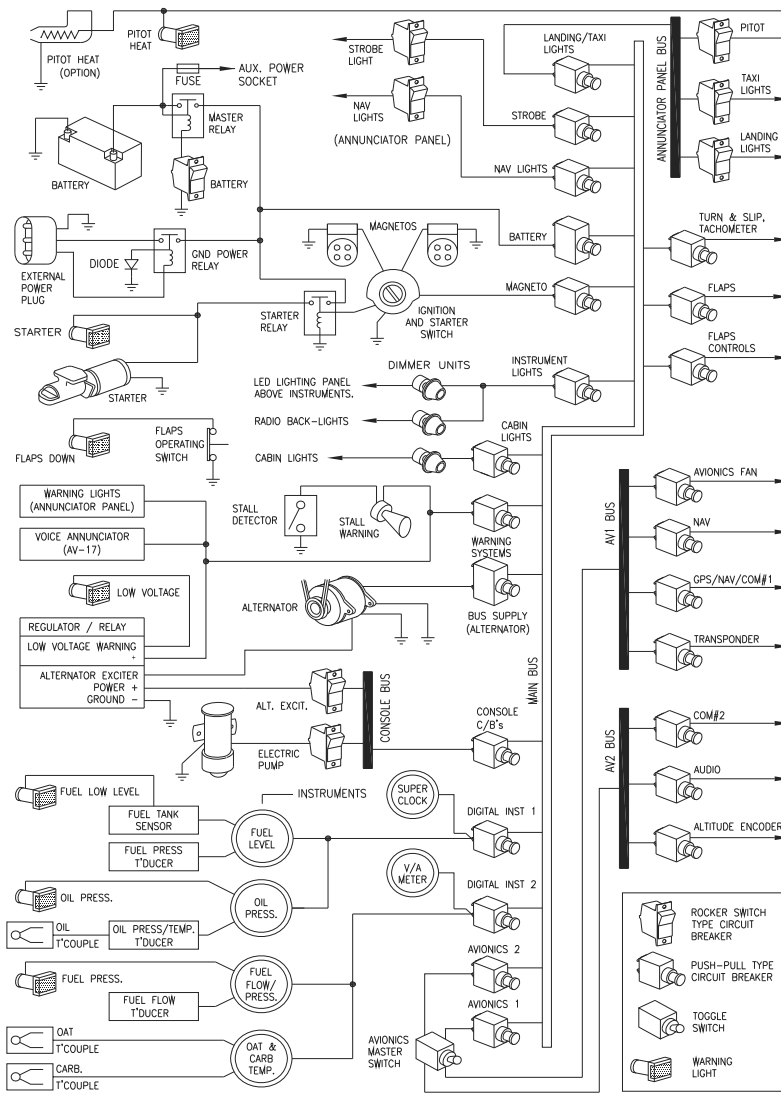 PITOT HEAT
(OPTION)
PITOT
HEAT
STROBE
LIGHT
NAV
LIGHTS
(ANNUNCIATOR PANEL)
LANDING/TAXI
LIGHTS
STROBE
NAV LIGHTS
ANNUNCIATOR PANEL BUS
PITOT
TAXI
LIGHTS
LANDING
LIGHTS
AUX. POWER
SOCKET
FUSE
MASTER
RELAY
BATTERY
BATTERY
MAGNETOS
BATTERY
TURN & SLIP,
TACHOMETER
EXTERNAL
POWER
PLUG
DIODE
GND POWER
RELAY
MAGNETO
FLAPS
STARTER
RELAY
IGNITION
AND STARTER
SWITCH
FLAPS
CONTROLS
STARTER
STARTER
DIMMER UNITS
INSTRUMENT
LIGHTS
LED LIGHTING PANEL
ABOVE INSTRUMENTS.
RADIO BACK-LIGHTS
CABIN
LIGHTS
CABIN LIGHTS
FLAPS DOWN
FLAPS
OPERATING
SWITCH
WARNING LIGHTS
(ANNUNCIATOR PANEL)
VOICE ANNUNCIATOR
(AV-17)
STALL
DETECTOR
STALL
WARNING
WARNING
SYSTEMS
AV1 BUS
AVIONICS FAN
NAV
GPS/NAV/COM#1
TRANSPONDER
LOW VOLTAGE
ALTERNATOR
BUS SUPPLY
(ALTERNATOR)
REGULATOR / RELAY
LOW VOLTAGE WARNING
+
ALTERNATOR EXCITER
POWER +
GROUND -
ALT. EXCIT.
CONSOLE BUS
MAIN BUS
ELECTRIC
PUMP
CONSOLE
C/B's
AV2 BUS
COM#2
AUDIO
ALTITUDE ENCODER
FUEL LOW LEVEL
INSTRUMENTS
SUPER
CLOCK
FUEL TANK
SENSOR
FUEL
LEVEL
FUEL PRESS
T'DUCER
DIGITAL INST 1
V/A
METER
DIGITAL INST 2
OIL PRESS.
OIL
PRESS.
OIL
T'COUPLE
OIL PRESS/TEMP.
T'DUCER
FUEL PRESS.
FUEL
FLOW/
PRESS.
FUEL FLOW
T'DUCER
AVIONICS 2
AVIONICS 1
AVIONICS
MASTER
SWITCH
OAT
T'COUPLE
OAT &
CARB
TEMP.
CARB.
T'COUPLE
ROCKER SWITCH
TYPE CIRCUIT
BREAKER
PUSH-PULL TYPE
CIRCUIT BREAKER
TOGGLE
SWITCH
WARNING
LIGHT